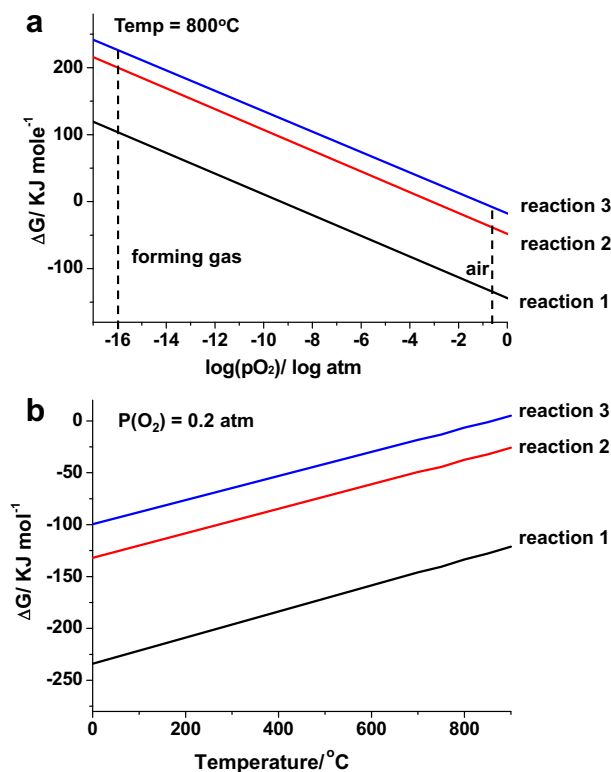 a
Temp = 800°C
200
100
0
-100
ΔG/ KJ mole⁻¹
forming gas
air
reaction 3
reaction 2
reaction 1
-16 -14 -12 -10 -8 -6 -4 -2 0
log(pO₂)/ log atm
b
P(O₂) = 0.2 atm
0
-50
-100
-150
-200
-250
ΔG/ KJ mol⁻¹
reaction 3
reaction 2
reaction 1
0 200 400 600 800
Temperature/°C